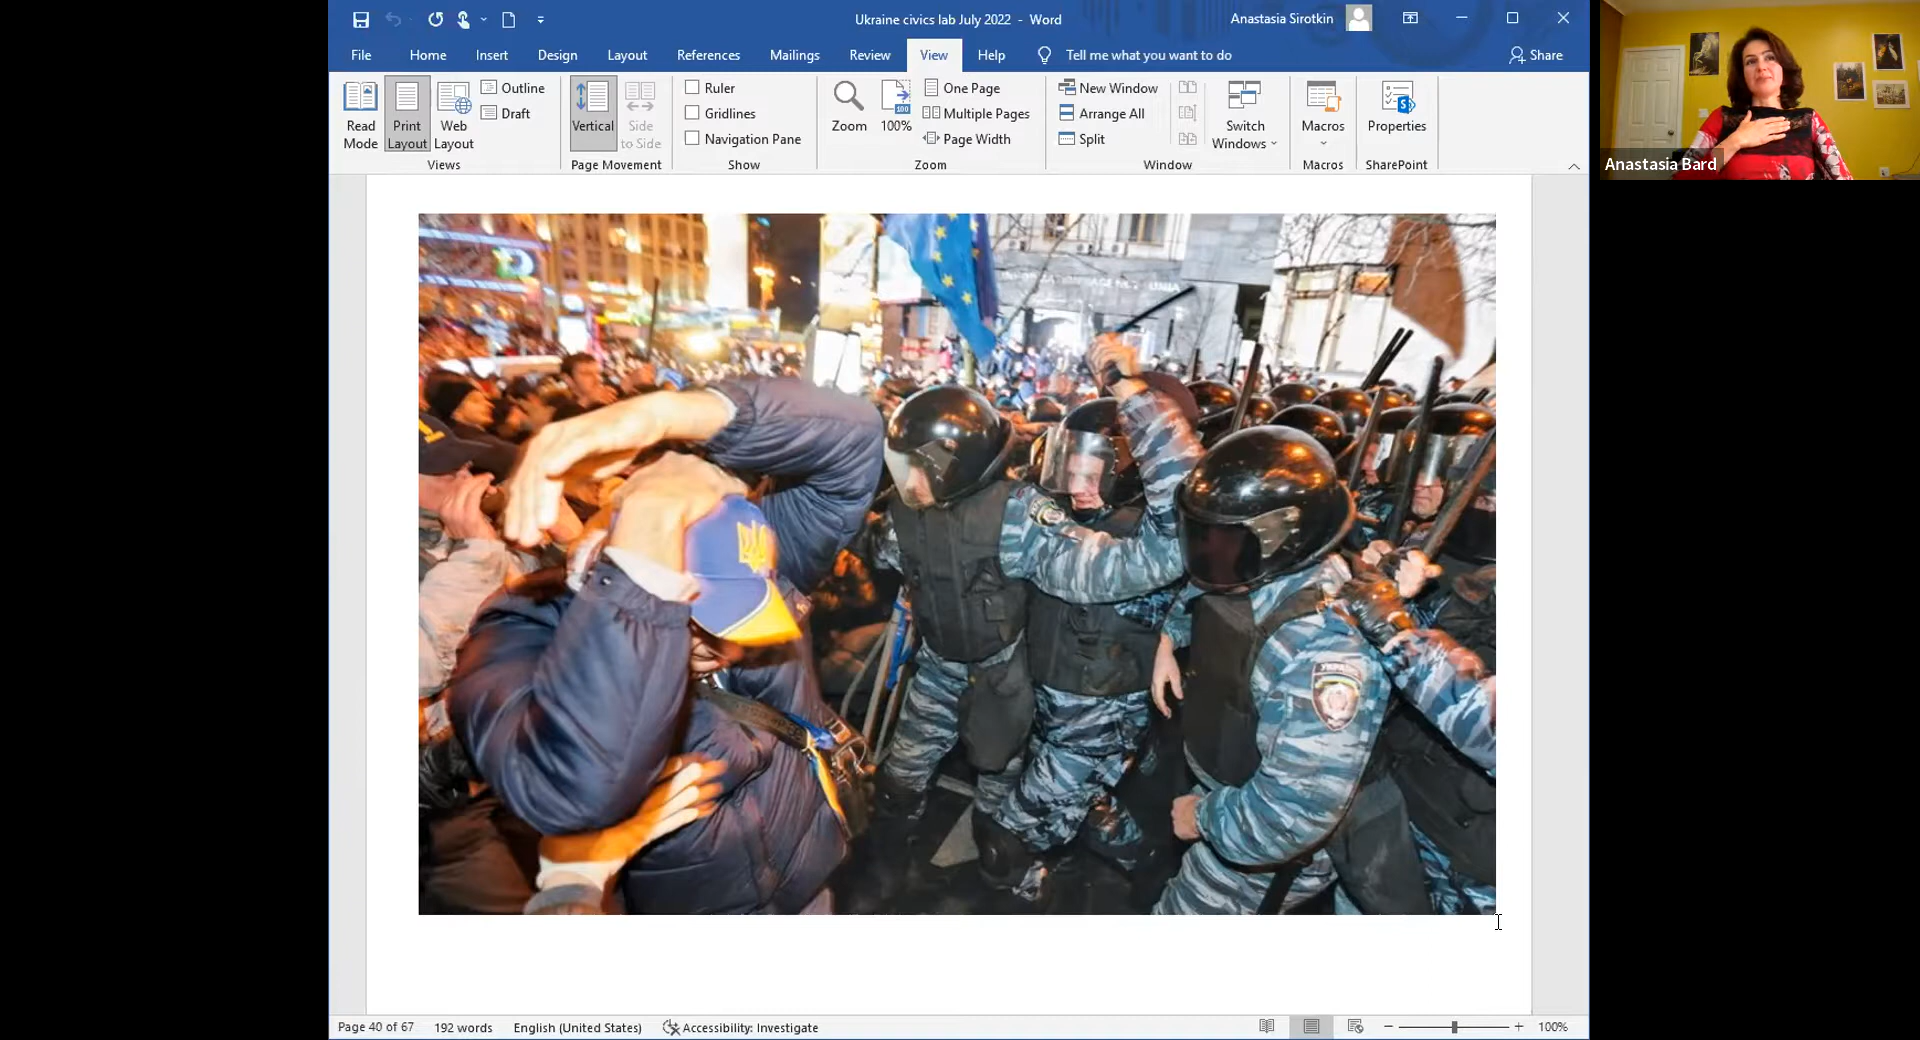 Ukraine civics lab July 2022 - Word
Anastasia Sirotkin
File Home Insert Design Layout References Mailings Review View Help Tell me what you want to do Share
Read Mode
Print Layout
Web Layout
Outline
Draft
Views
Vertical
Side to Side
Page Movement
Ruler
Gridlines
Navigation Pane
Show
Zoom
100
100%
One Page
Multiple Pages
Page Width
Zoom
New Window
Arrange All
Split
Switch Windows
Window
Macros
Macros
S
Properties
SharePoint
Anastasia Bard
Page 40 of 67 192 words English (United States) Accessibility: Investigate 100%